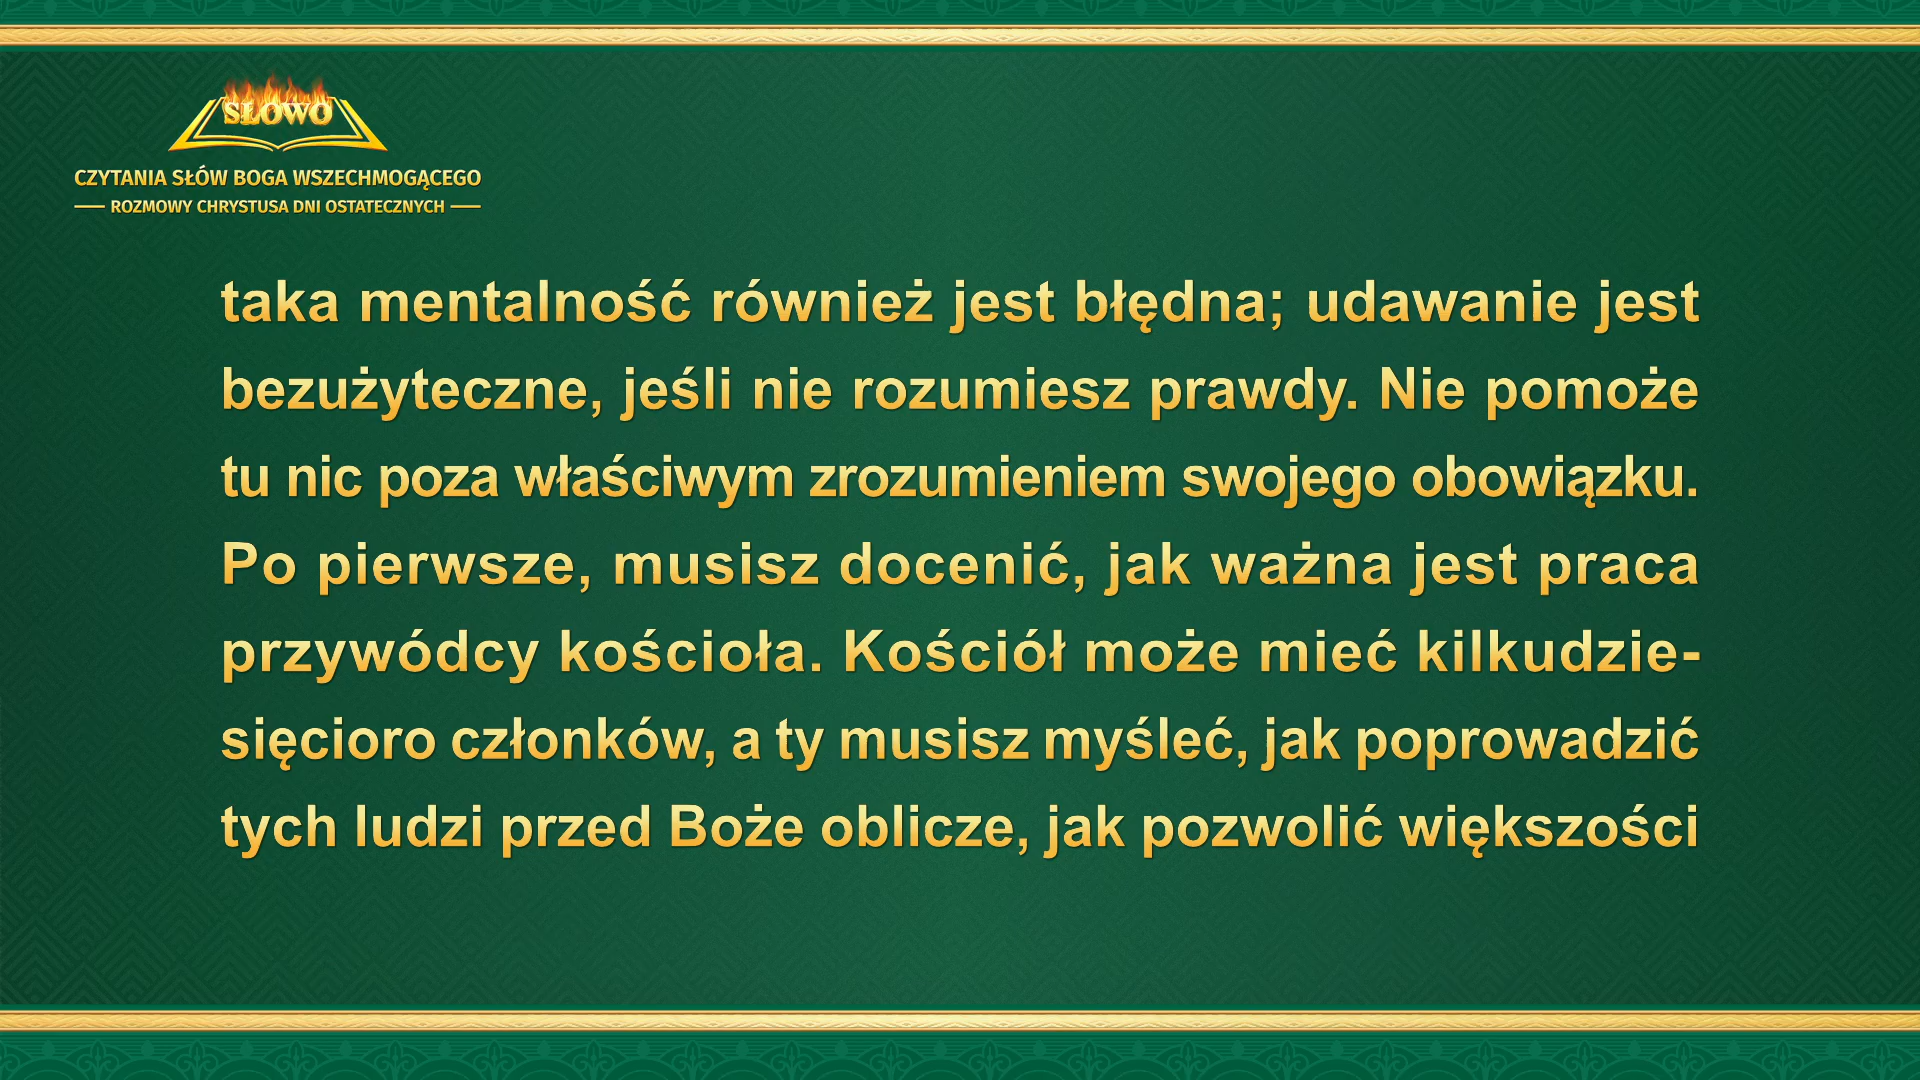 SŁOWO
CZYTANIA SŁÓW BOGA WSZECHMOGĄCEGO
ROZMOWY CHRYSTUSA DNI OSTATECZNYCH
taka mentalność również jest błędna; udawanie jest
bezużyteczne, jeśli nie rozumiesz prawdy. Nie pomoże
tu nic poza właściwym zrozumieniem swojego obowiązku.
Po pierwsze, musisz docenić, jak ważna jest praca
przywódcy kościoła. Kościół może mieć kilkudzie-
sięcioro członków, a ty musisz myśleć, jak poprowadzić
tych ludzi przed Boże oblicze, jak pozwolić większości